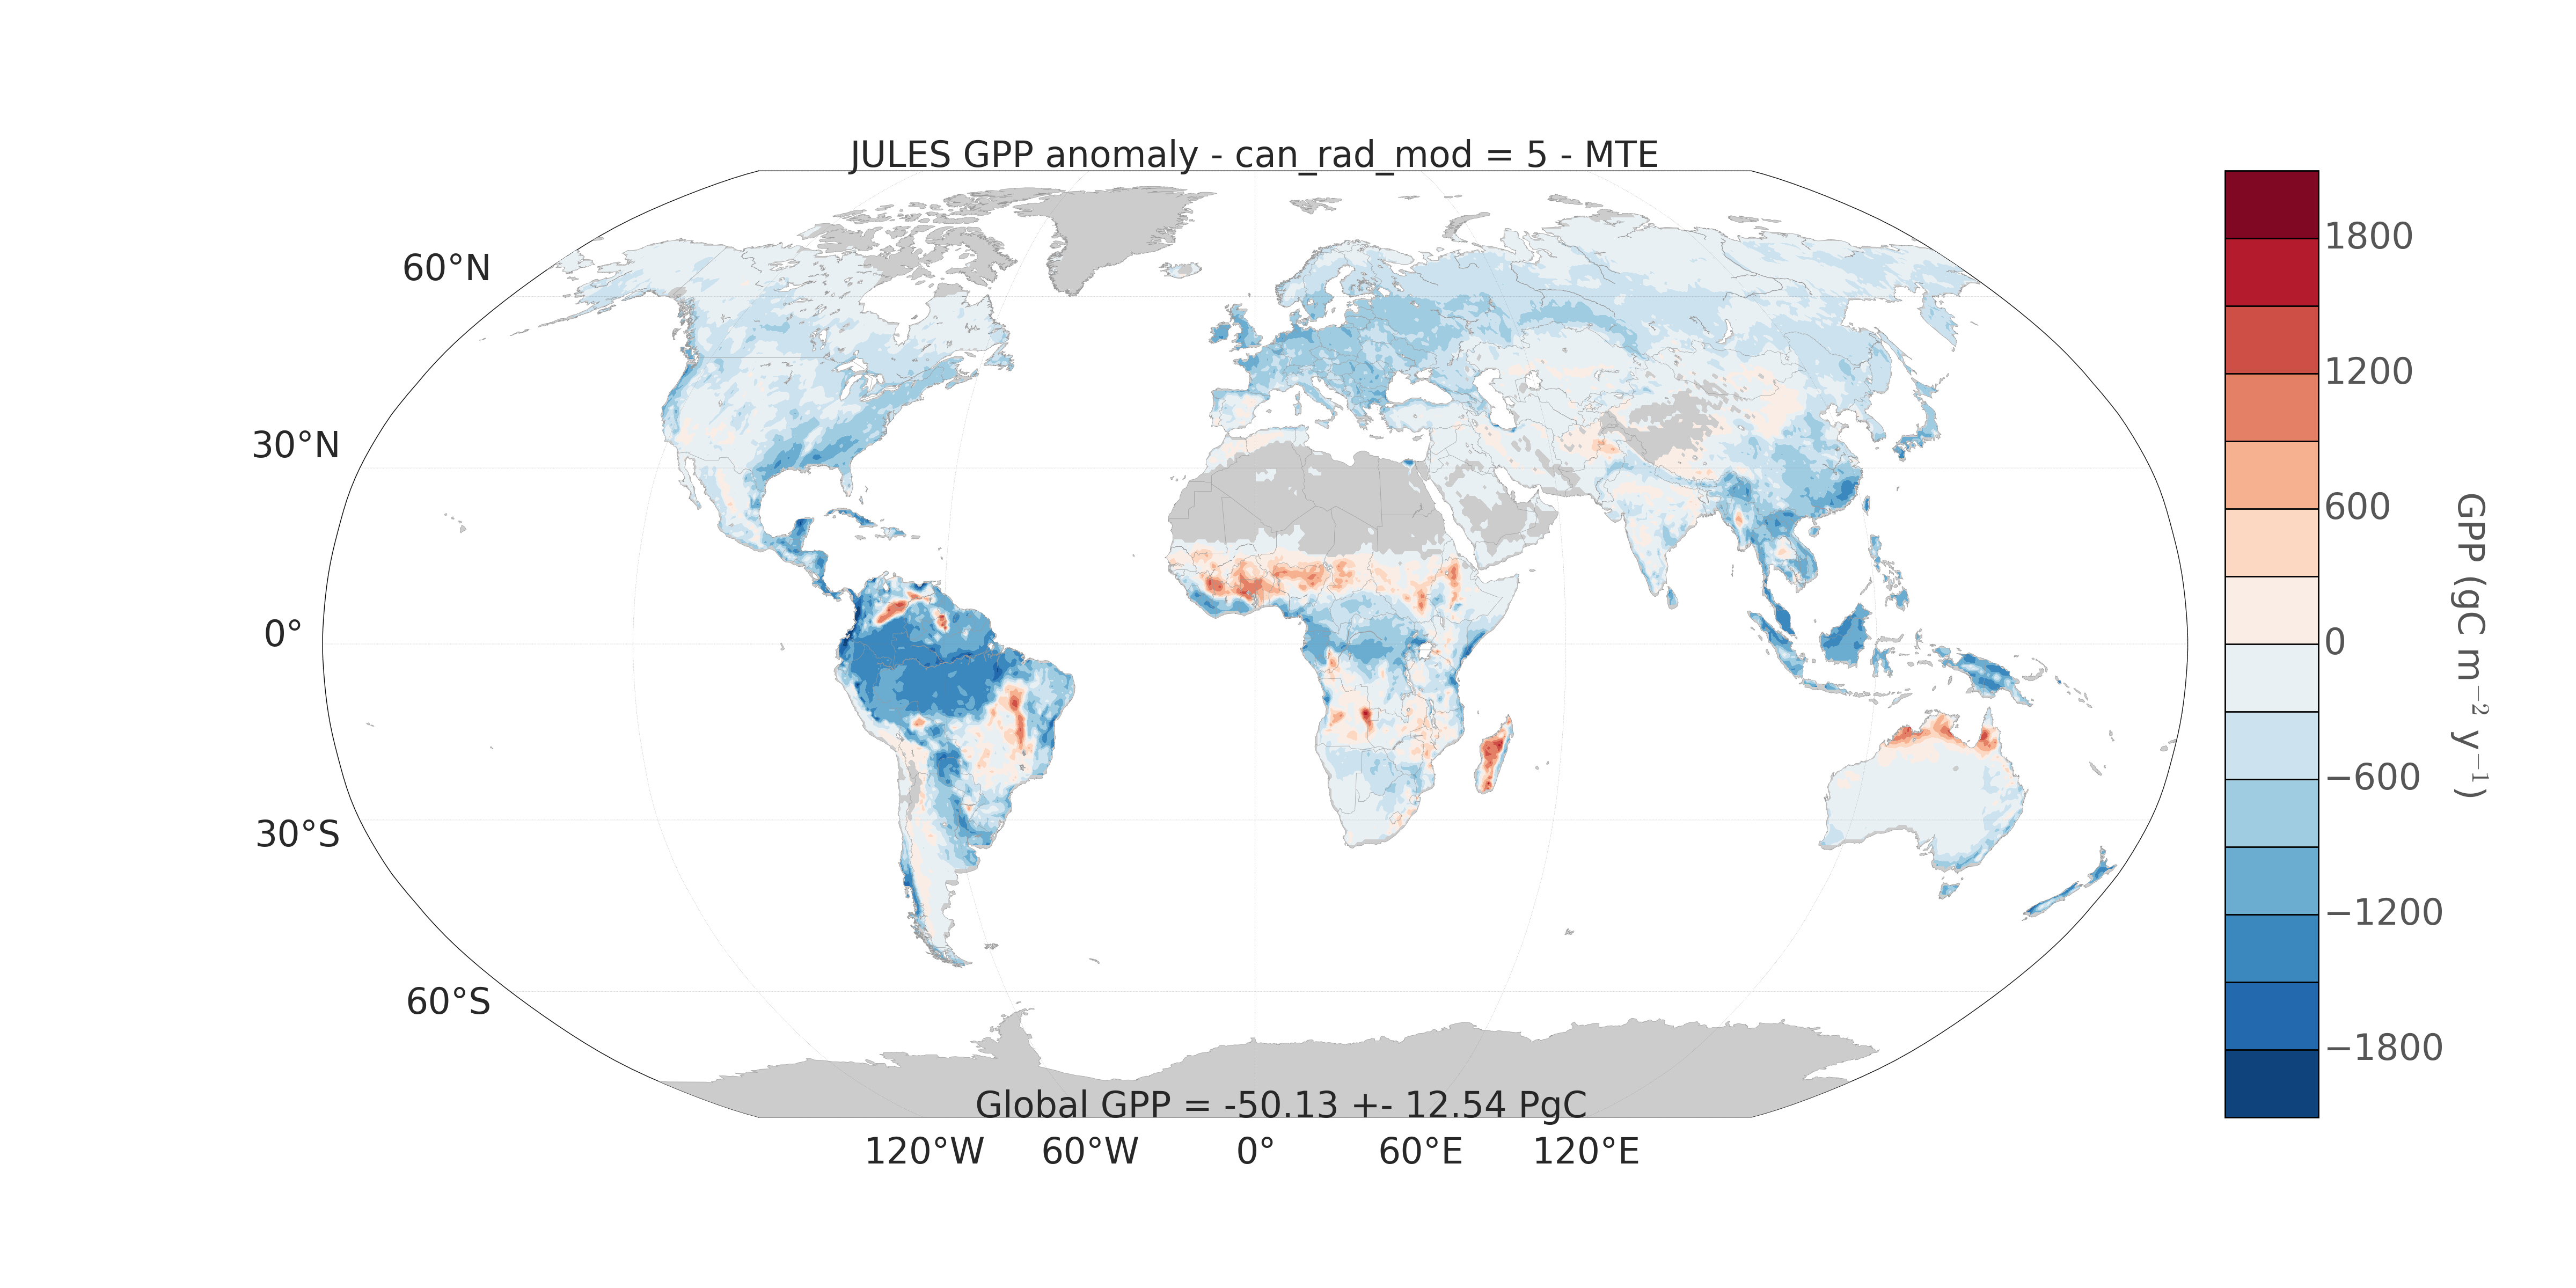 JULES GPP anomaly - can_rad_mod = 5 - MTE
60°N
30°N
0°
30°S
60°S
120°W 60°W 0° 60°E 120°E
Global GPP = -50.13 +- 12.54 PgC
1800
1200
600
0
−600
−1200
−1800
GPP (gC m⁻² y⁻¹)